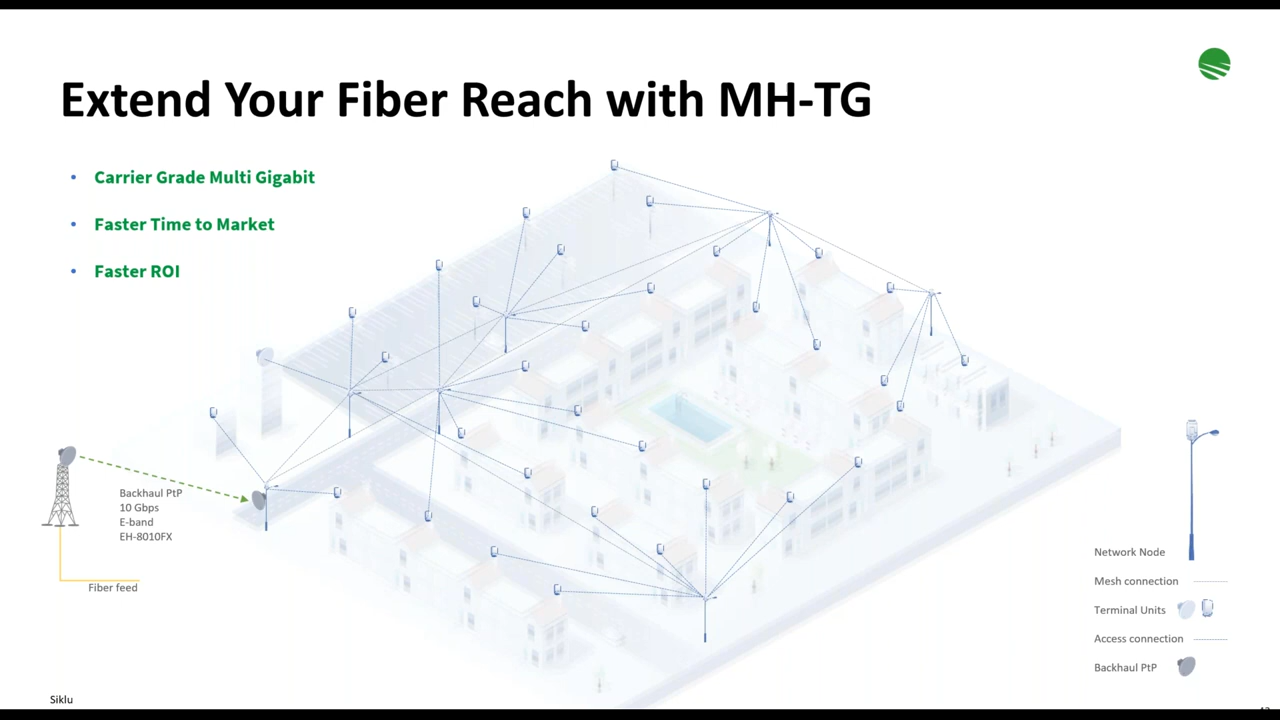 Extend Your Fiber Reach with MH-TG
• Carrier Grade Multi Gigabit
• Faster Time to Market
• Faster ROI
Backhaul PtP
10 Gbps
E-band
EH-8010FX
Fiber feed
Network Node
Mesh connection
Terminal Units
Access connection
Backhaul PtP
Siklu